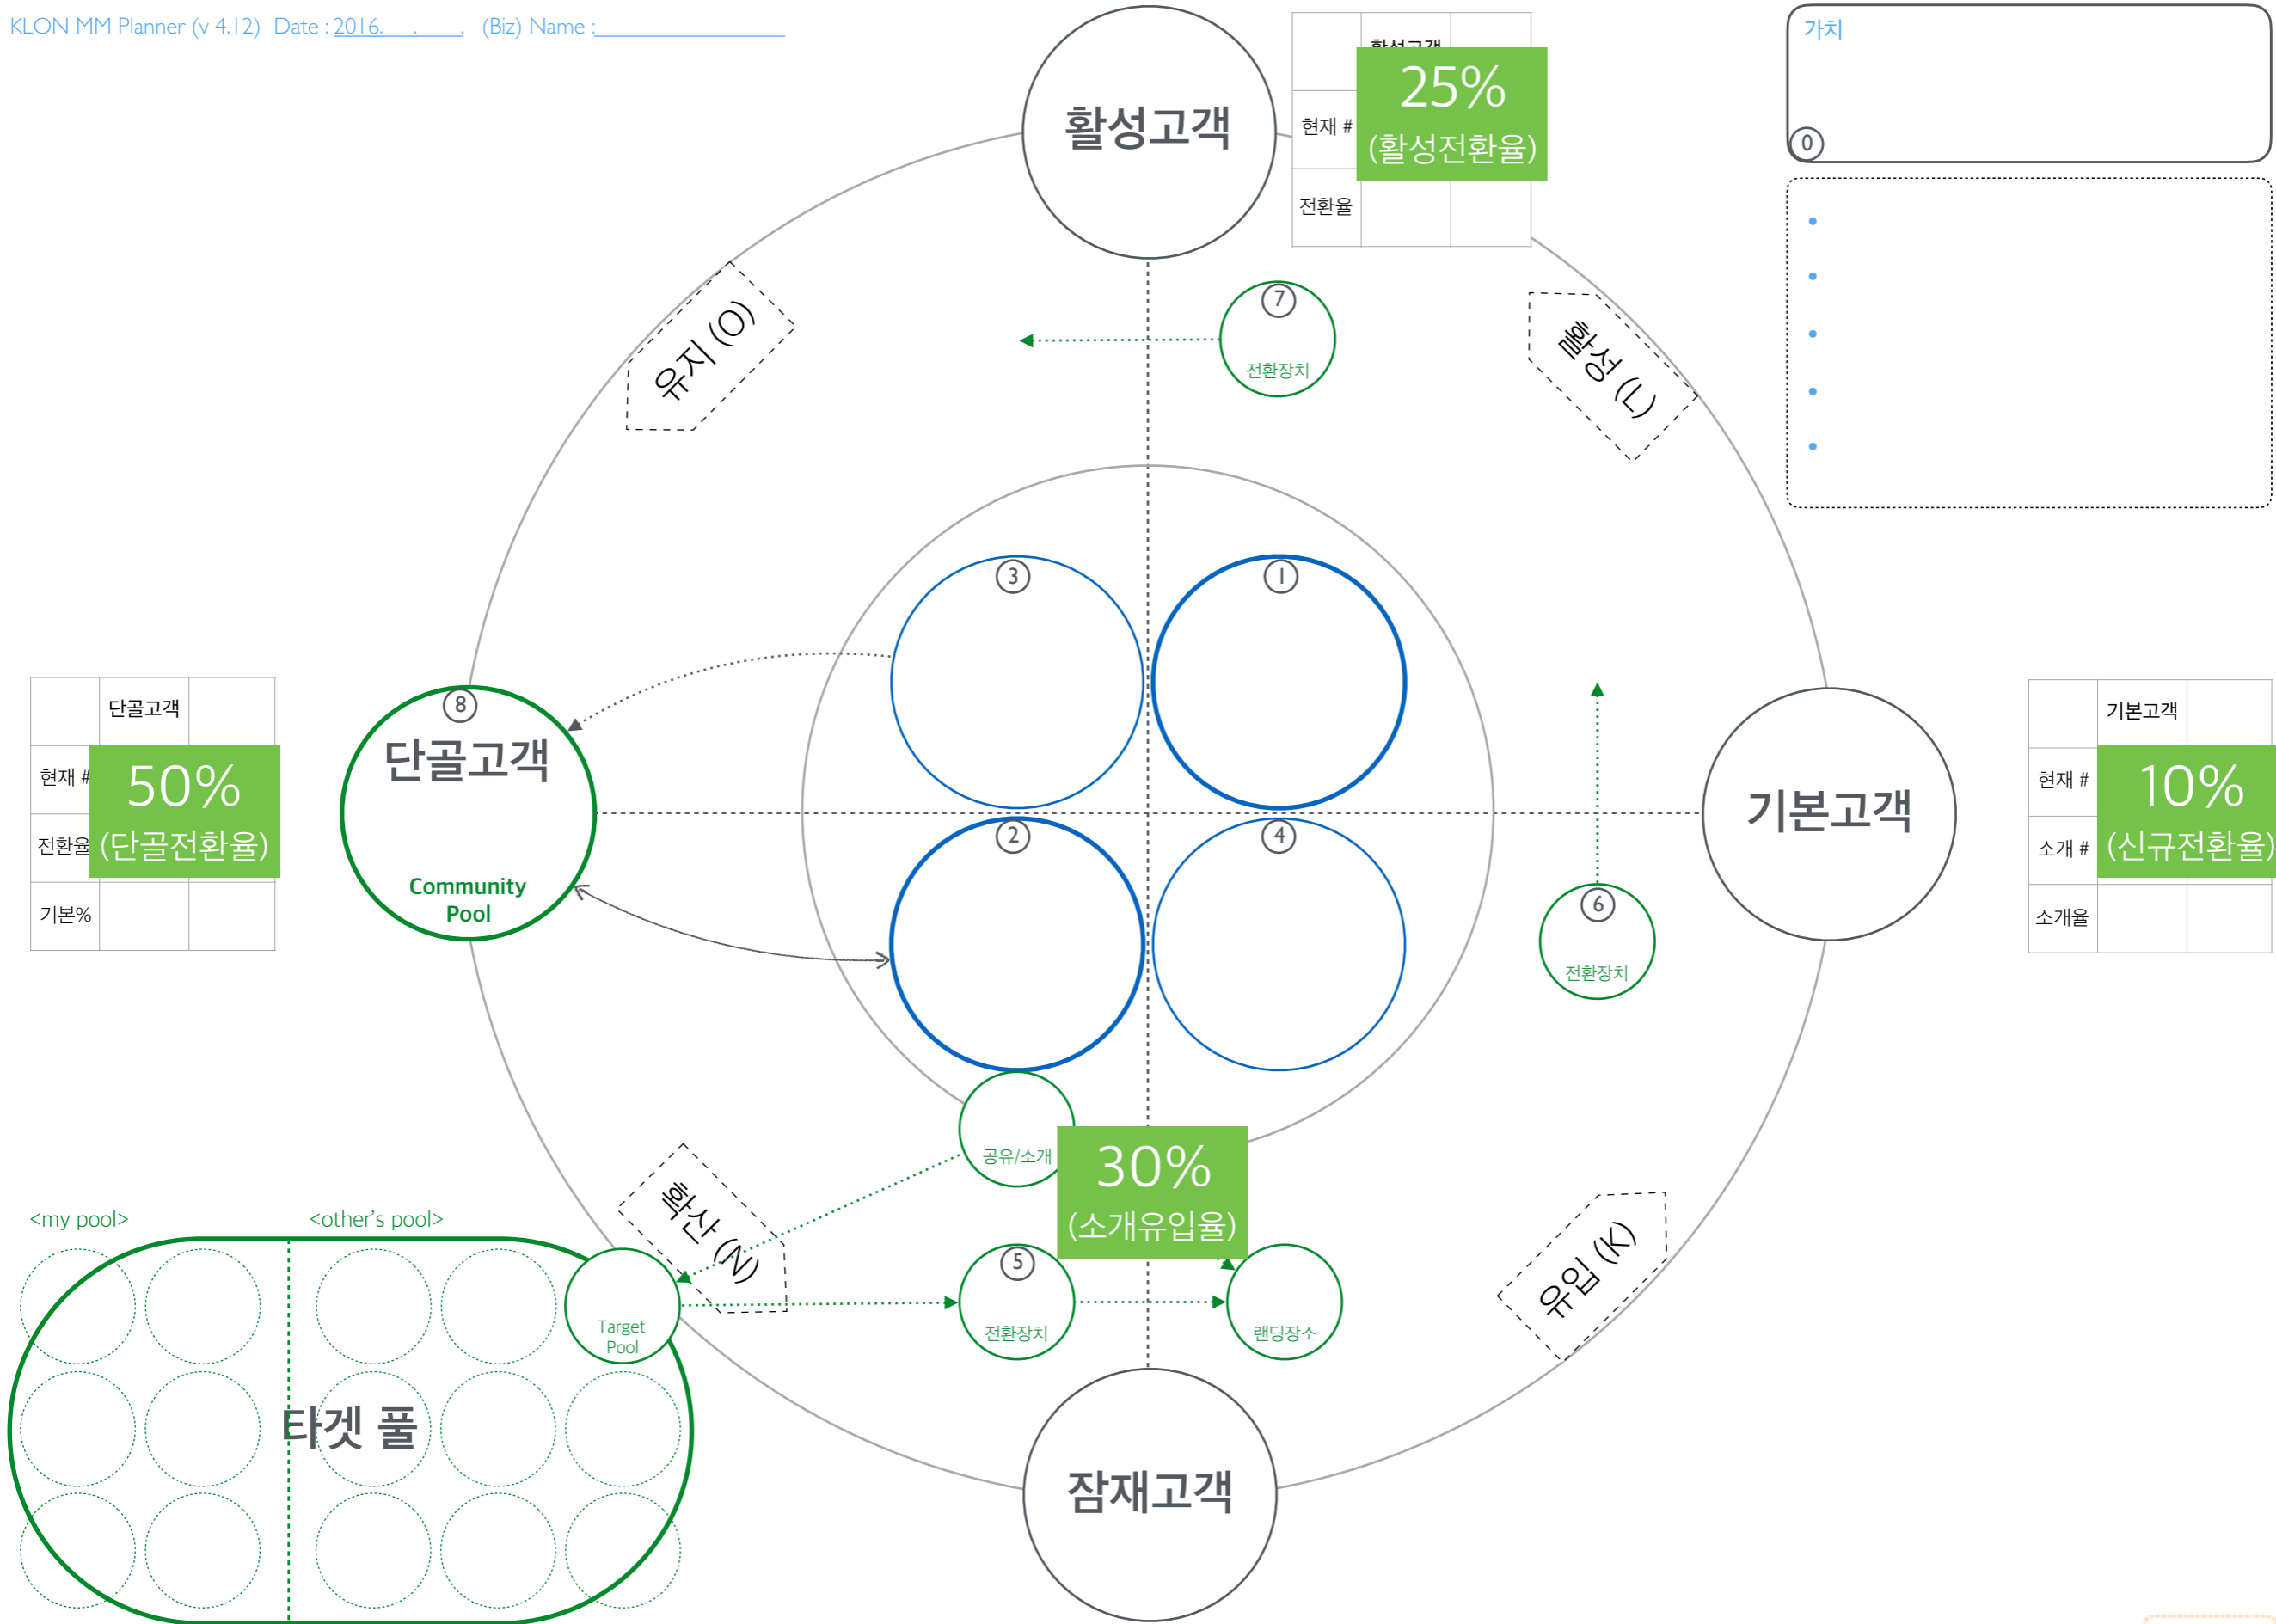 KLON MM Planner (v 4.12) Date : 2016. . . (Biz) Name :
가치
0
활성고객
활성고객
25%
(활성전환율)
현재 #
전환율
유지 (O)
활성 (L)
7
전환장치
3
1
2
4
단골고객
현재 #
전환율
기본%
50%
(단골전환율)
8
단골고객
Community
Pool
기본고객
기본고객
현재 #
소개 #
소개율
10%
(신규전환율)
6
전환장치
공유/소개
30%
(소개유입율)
확산 (N)
유입 (K)
<my pool>
<other's pool>
Target
Pool
5
전환장치
랜딩장소
타겟 풀
잠재고객